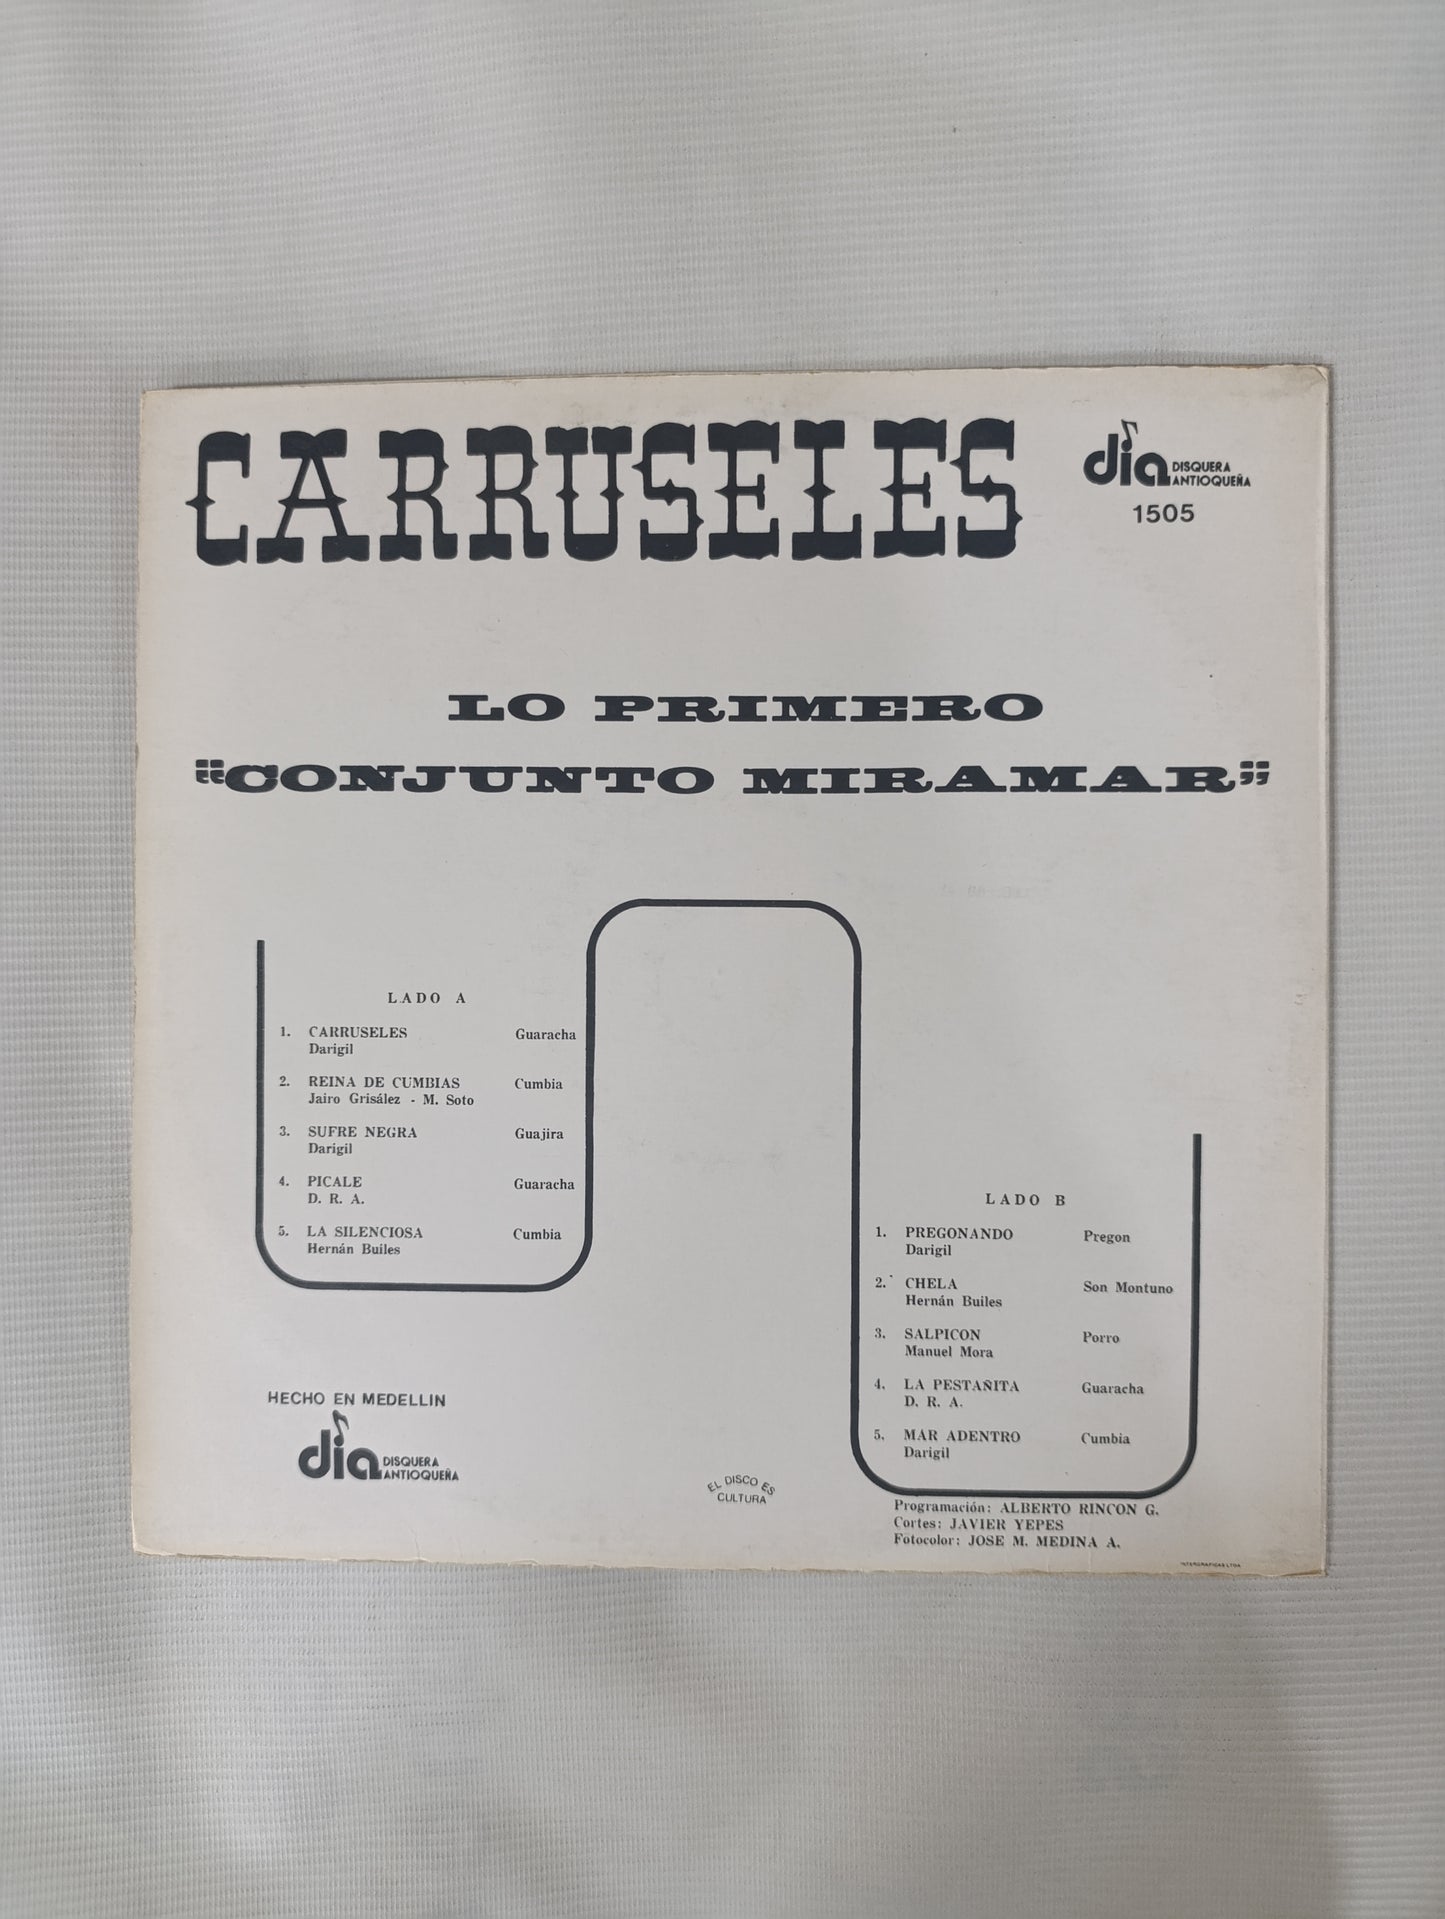 CARRUSELES
dia DISQUERA
ANTIOQUEÑA
1505
LO PRIMERO
"CONJUNTO MIRAMAR"
LADO A
1. CARRUSELES Guaracha
Darigil
2. REINA DE CUMBIAS Cumbia
Jairo Grisález - M. Soto
3. SUFRE NEGRA Guajira
Darigil
4. PICALE Guaracha
D. R. A.
5. LA SILENCIOSA Cumbia
Hernán Builes
LADO B
1. PREGONANDO Pregon
Darigil
2. CHELA Son Montuno
Hernán Builes
3. SALPICON Porro
Manuel Mora
4. LA PESTAÑITA Guaracha
D. R. A.
5. MAR ADENTRO Cumbia
Darigil
HECHO EN MEDELLIN
dia DISQUERA
ANTIOQUEÑA
EL DISCO ES
CULTURA
Programación: ALBERTO RINCON G.
Cortes: JAVIER YEPES
Fotocolor: JOSE M. MEDINA A.
INTERGRAFICAS LTDA